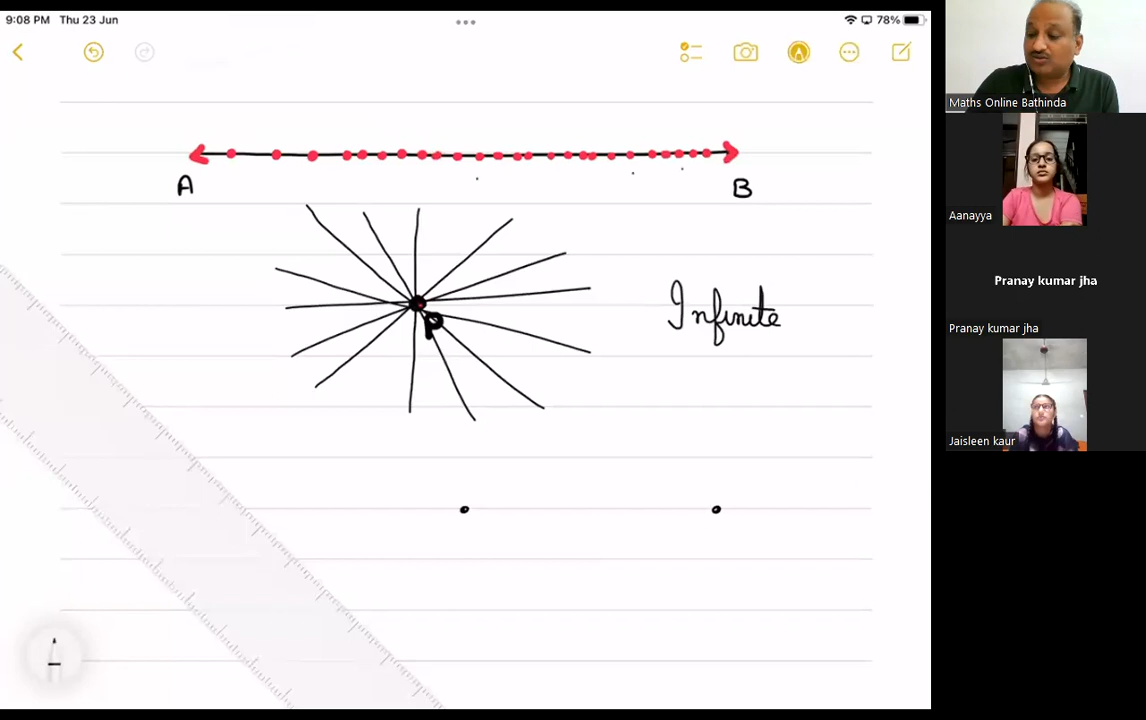 9:08 PM Thu 23 Jun
78%
Maths Online Bathinda
A
B
Aanayya
Pranay kumar jha
Infinite
P
Pranay kumar jha
Jaisleen kaur